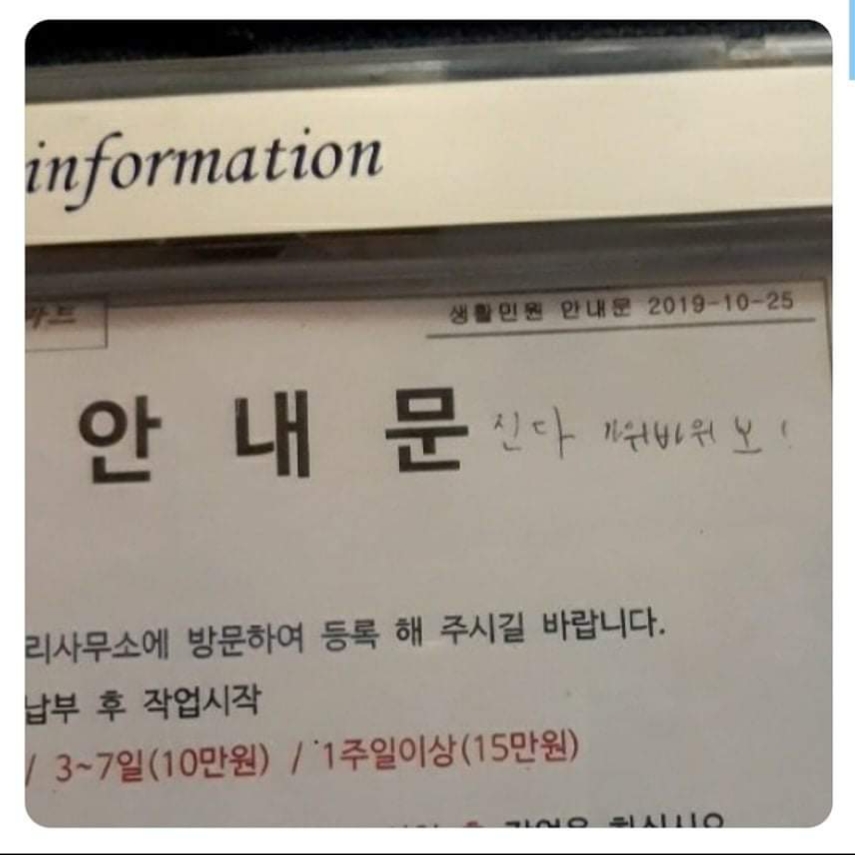 information
카드
생활민원 안내문 2019-10-25
안 내 문 진다 가위바위 보!
리사무소에 방문하여 등록 해 주시길 바랍니다.
납부 후 작업시작
/ 3~7일(10만원) / 1주일이상(15만원)